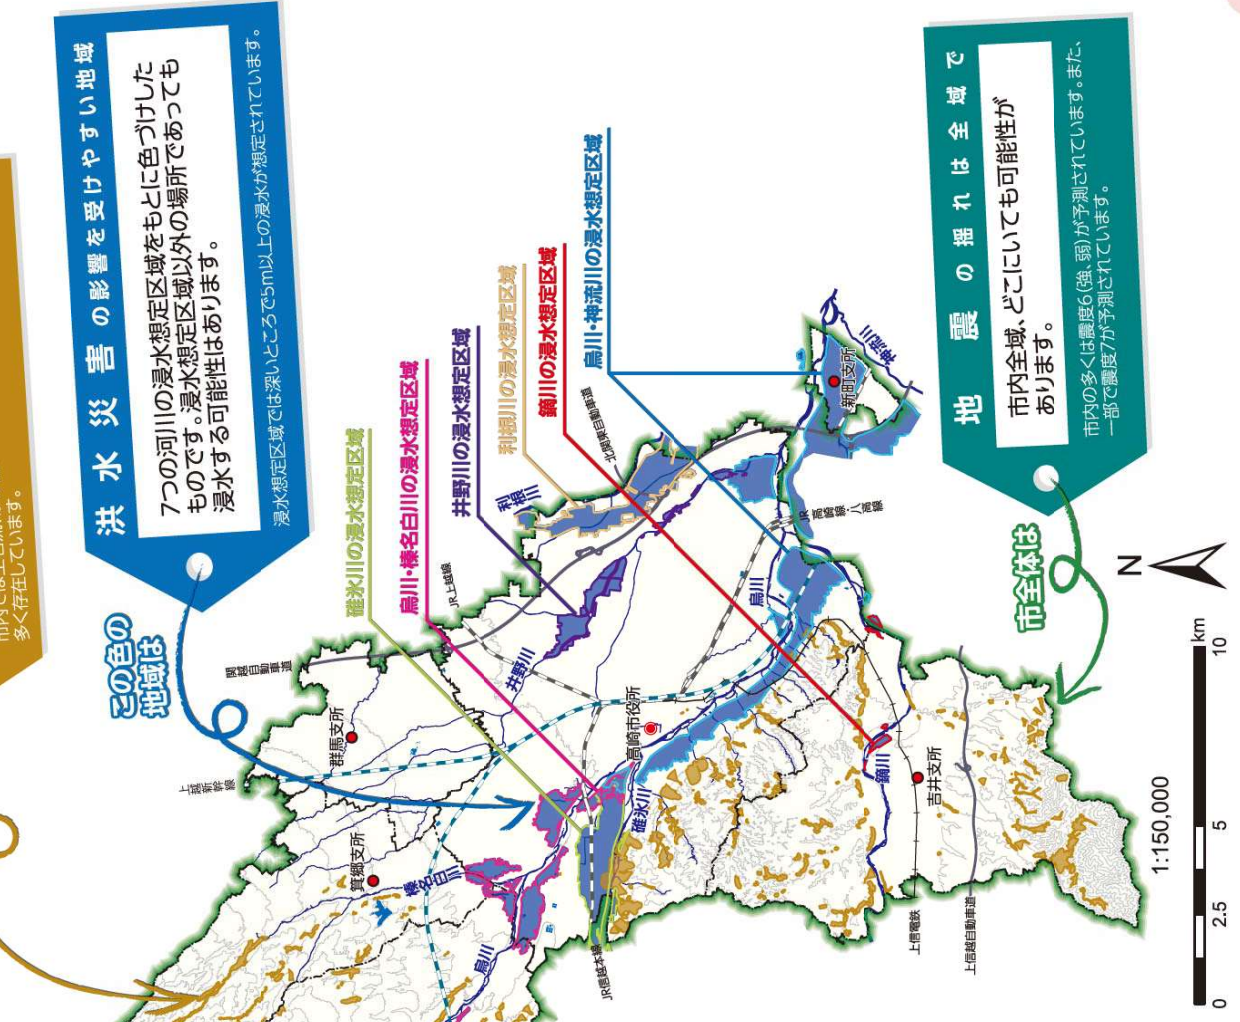 市内では土石流
多く存在しています。
洪水災害の影響を受けやすい地域
7つの河川の浸水想定区域をもとに色づけした
ものです。浸水想定区域以外の場所であっても
浸水する可能性はあります。
浸水想定区域では深いところで5m以上の浸水が想定されています。
この色の
地域は
碓氷川の浸水想定区域
烏川・榛名白川の浸水想定区域
井野川の浸水想定区域
利根川の浸水想定区域
鏑川の浸水想定区域
烏川・神流川の浸水想定区域
地震の揺れは全域で
市内全域、どこにいても可能性が
あります。
市内の多くは震度6(強、弱)が予測されています。また、
一部で震度7が予測されています。
市全体は
関越自動車道
JR上越線
利根川
北関東自動車道
新町支所
神流川
JR高崎線・八高線
烏川
井野川
群馬支所
上越新幹線
高崎市役所
箕郷支所
榛名白川
碓氷川
鏑川
吉井支所
烏川
JR信越本線
上信電鉄
上信越自動車道
N
1:150,000
0 2.5 5 10 km